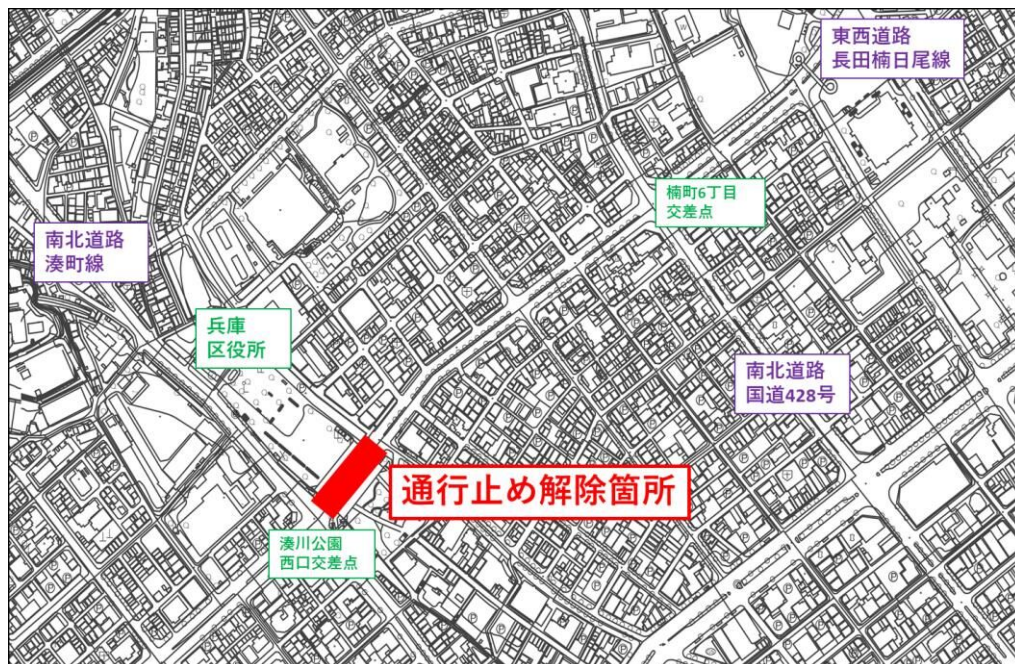 東西道路
長田楠日尾線
楠町6丁目
交差点
南北道路
湊町線
兵庫
区役所
南北道路
国道428号
通行止め解除箇所
湊川公園
西口交差点